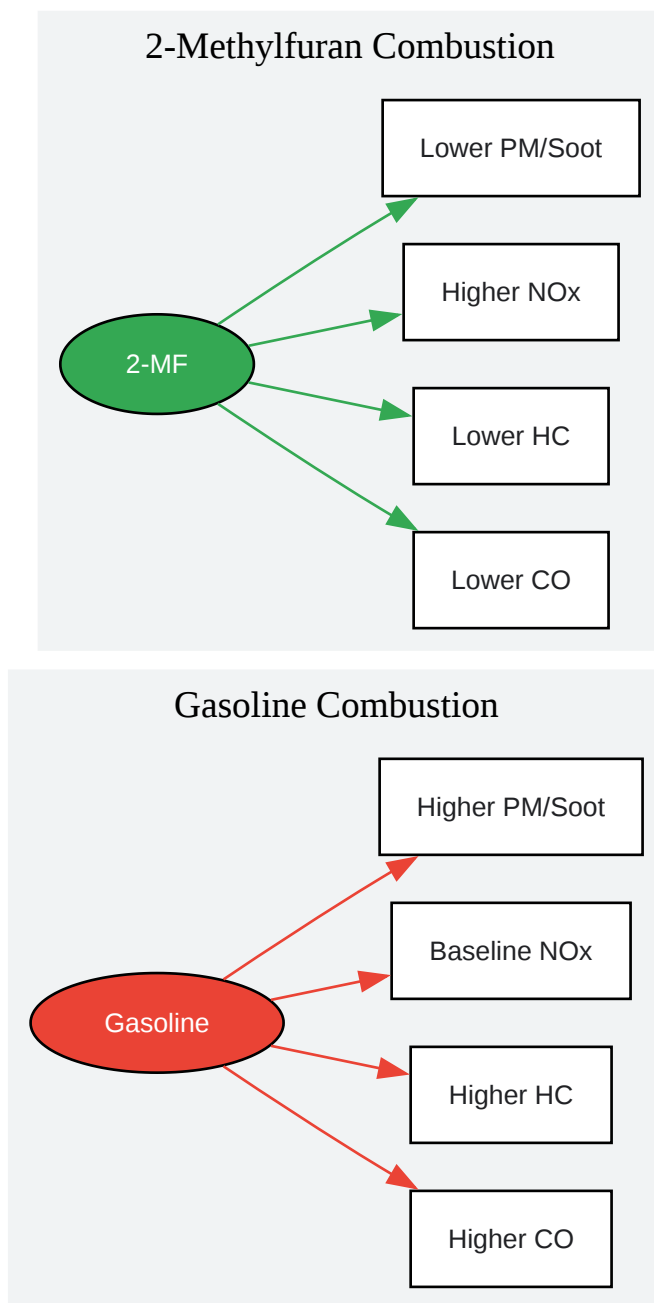 2-Methylfuran Combustion
Lower PM/Soot
Higher NOx
2-MF
Lower HC
Lower CO
Gasoline Combustion
Higher PM/Soot
Baseline NOx
Gasoline
Higher HC
Higher CO